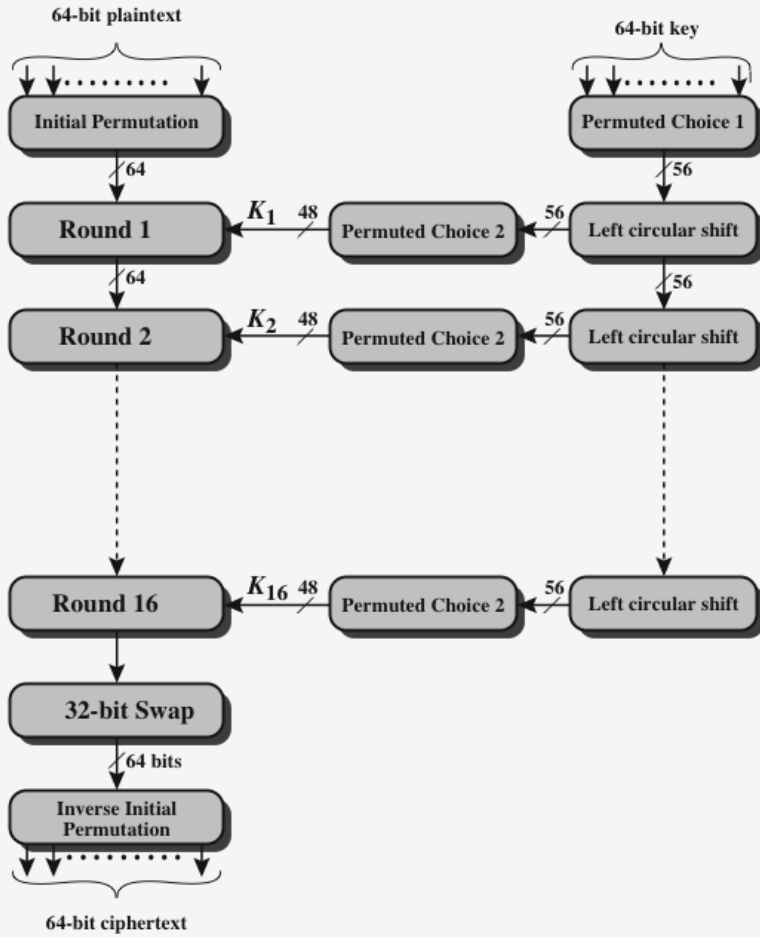 64-bit plaintext
64-bit key
Initial Permutation
Permuted Choice 1
64
56
Round 1
K1
48
Permuted Choice 2
56
Left circular shift
64
56
Round 2
K2
48
Permuted Choice 2
56
Left circular shift
Round 16
K16
48
Permuted Choice 2
56
Left circular shift
32-bit Swap
64 bits
Inverse Initial
Permutation
64-bit ciphertext